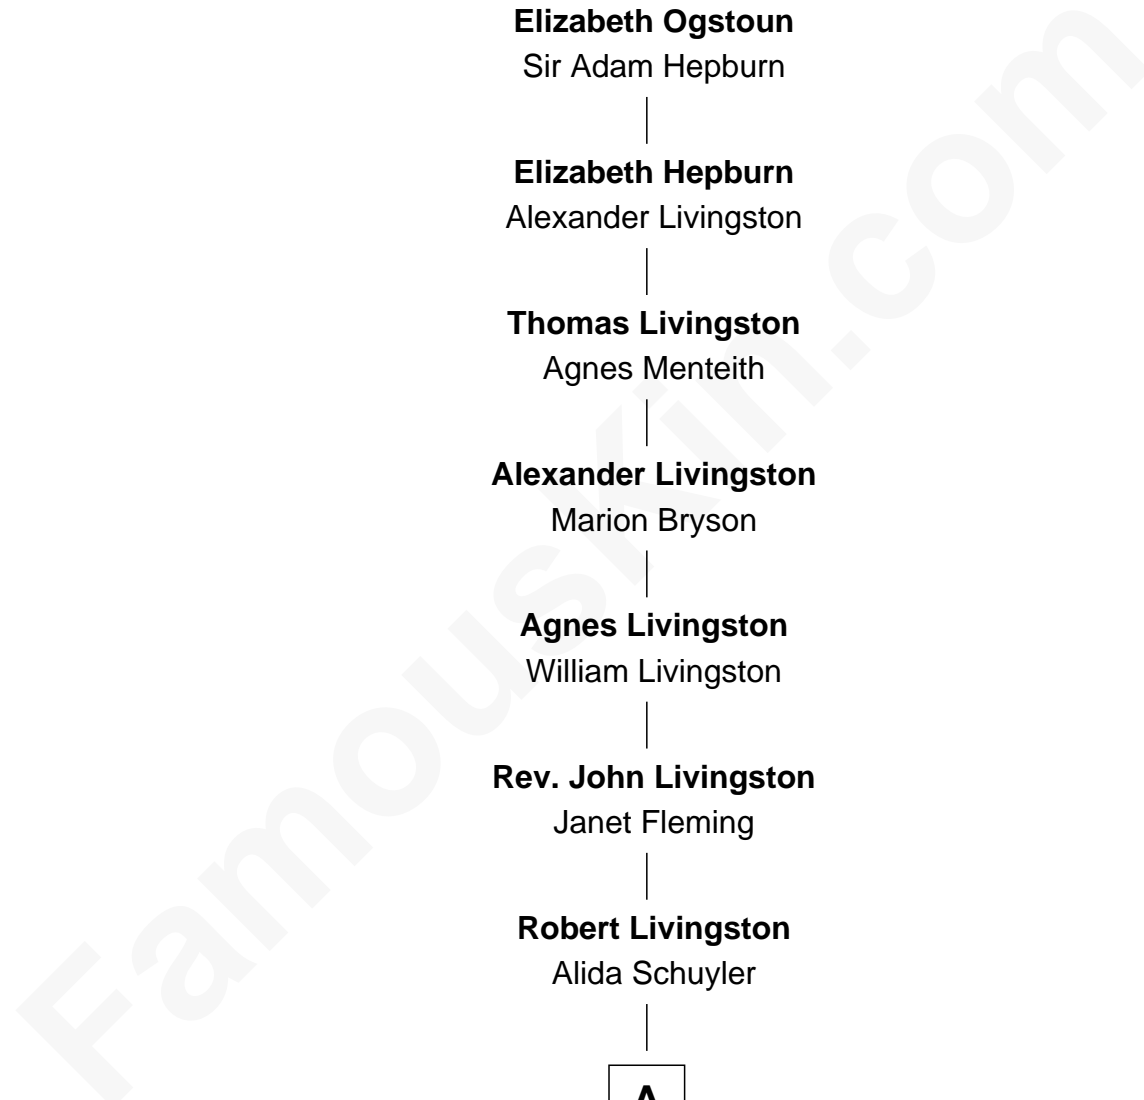 Elizabeth Ogstoun
Sir Adam Hepburn
Elizabeth Hepburn
Alexander Livingston
Thomas Livingston
Agnes Menteith
Alexander Livingston
Marion Bryson
Agnes Livingston
William Livingston
Rev. John Livingston
Janet Fleming
Robert Livingston
Alida Schuyler
A
FamousKin.com